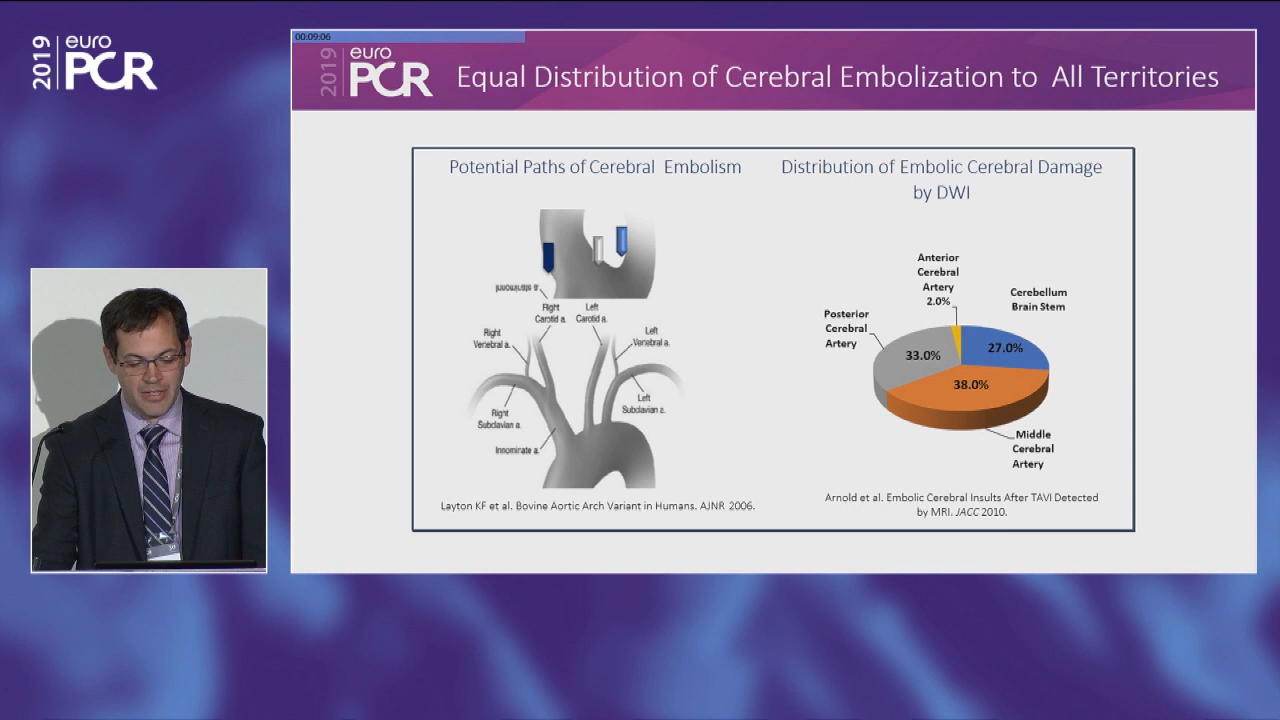 2019
euro
PCR
00:09:06
2019
euro
PCR
Equal Distribution of Cerebral Embolization to All Territories
Potential Paths of Cerebral Embolism
Right
Carotid a.
Left
Carotid a.
Right
Vertebral a.
Left
Vertebral a.
Right
Subclavian a.
Left
Subclavian a.
Innominate a.
Layton KF et al. Bovine Aortic Arch Variant in Humans. AJNR 2006.
Distribution of Embolic Cerebral Damage
by DWI
Anterior
Cerebral
Artery
2.0%
Cerebellum
Brain Stem
Posterior
Cerebral
Artery
33.0%
27.0%
38.0%
Middle
Cerebral
Artery
Arnold et al. Embolic Cerebral Insults After TAVI Detected
by MRI. JACC 2010.